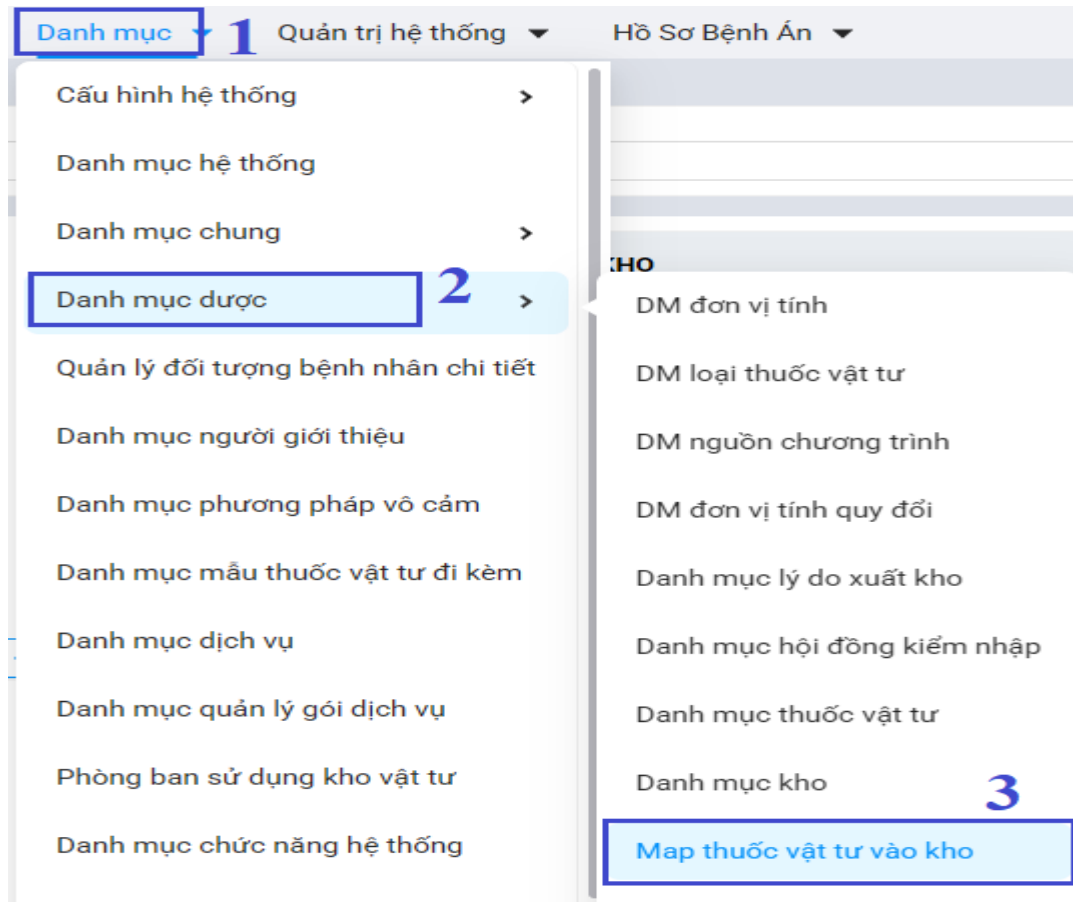 Danh mục 1 Quản trị hệ thống Hồ Sơ Bệnh Án
Cấu hình hệ thống
Danh mục hệ thống
Danh mục chung
KHO
Danh mục dược 2
Quản lý đối tượng bệnh nhân chi tiết
Danh mục người giới thiệu
Danh mục phương pháp vô cảm
Danh mục mẫu thuốc vật tư đi kèm
Danh mục dịch vụ
Danh mục quản lý gói dịch vụ
Phòng ban sử dụng kho vật tư
Danh mục chức năng hệ thống
DM đơn vị tính
DM loại thuốc vật tư
DM nguồn chương trình
DM đơn vị tính quy đổi
Danh mục lý do xuất kho
Danh mục hội đồng kiểm nhập
Danh mục thuốc vật tư
Danh mục kho
3
Map thuốc vật tư vào kho